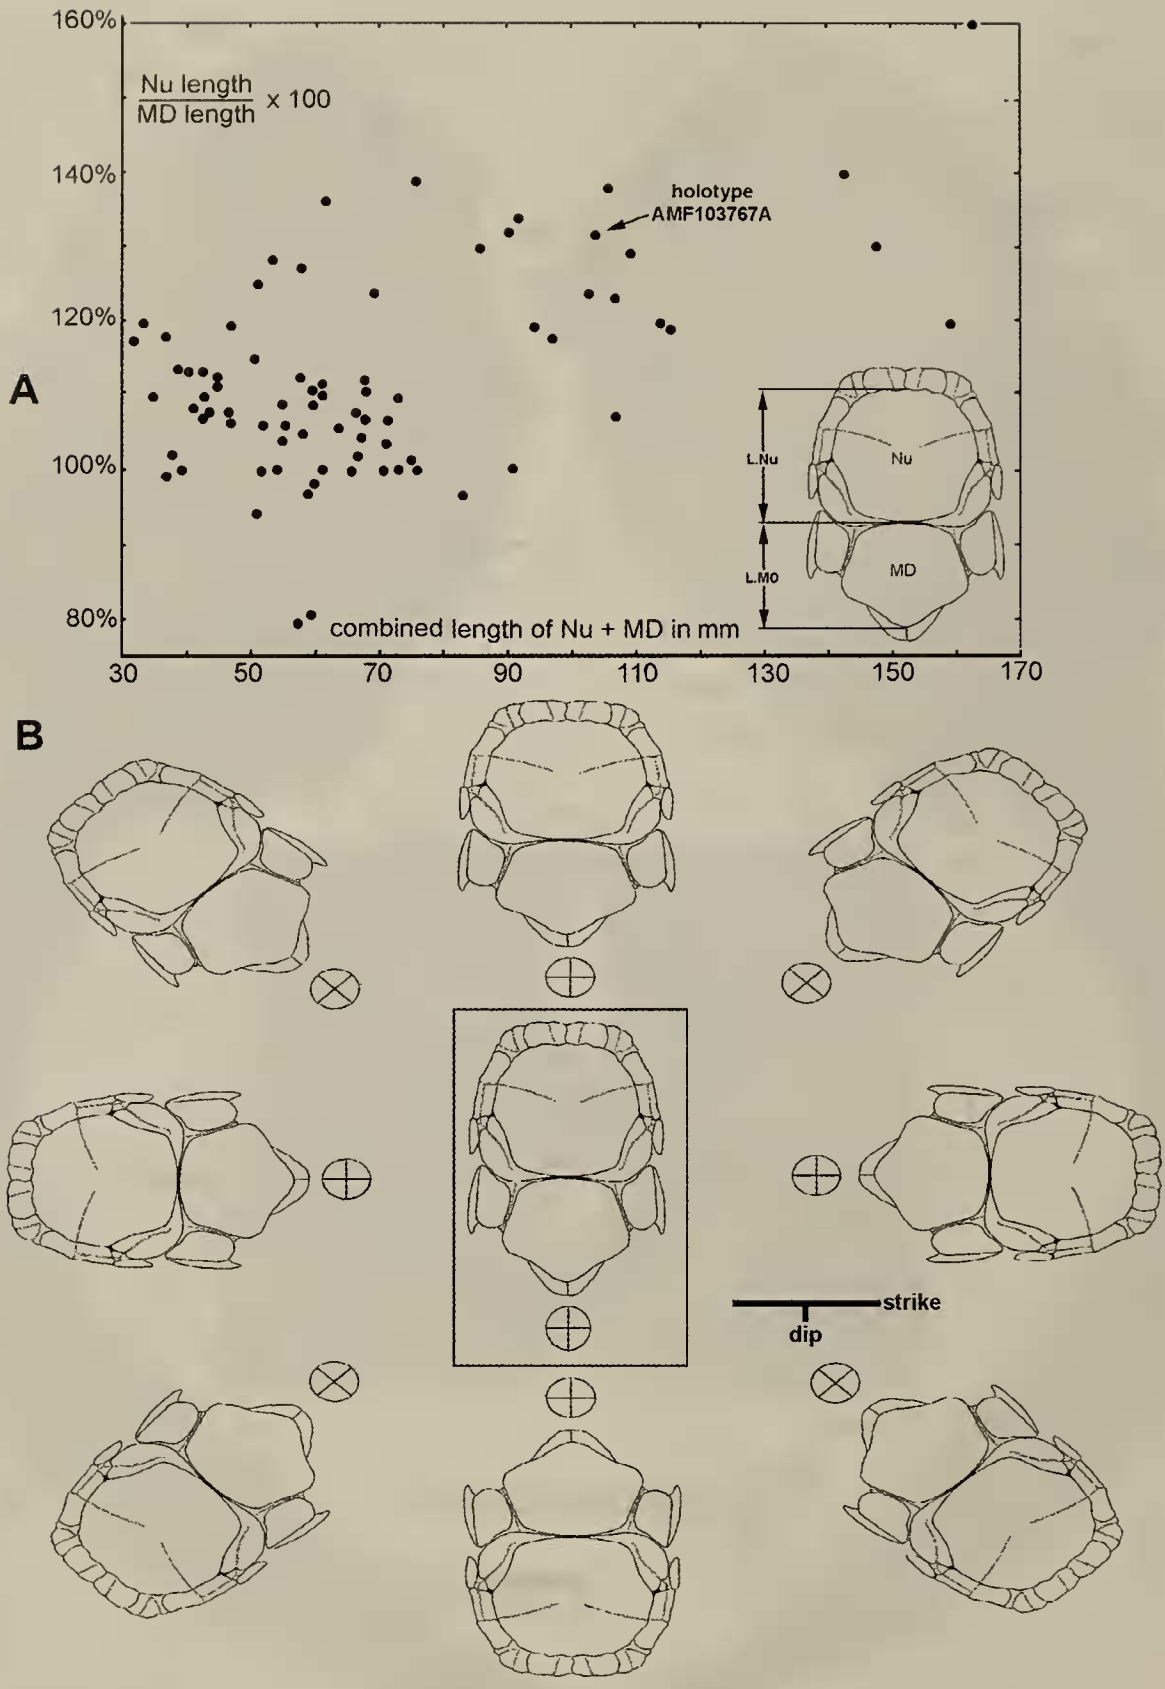 160%
Nu length
MD length
x 100
140%
holotype
AMF103767A
120%
A
L.Nu
Nu
100%
L.MD
MD
80%
combined length of Nu + MD in mm
30 50 70 90 110 130 150 170
B
strike
dip